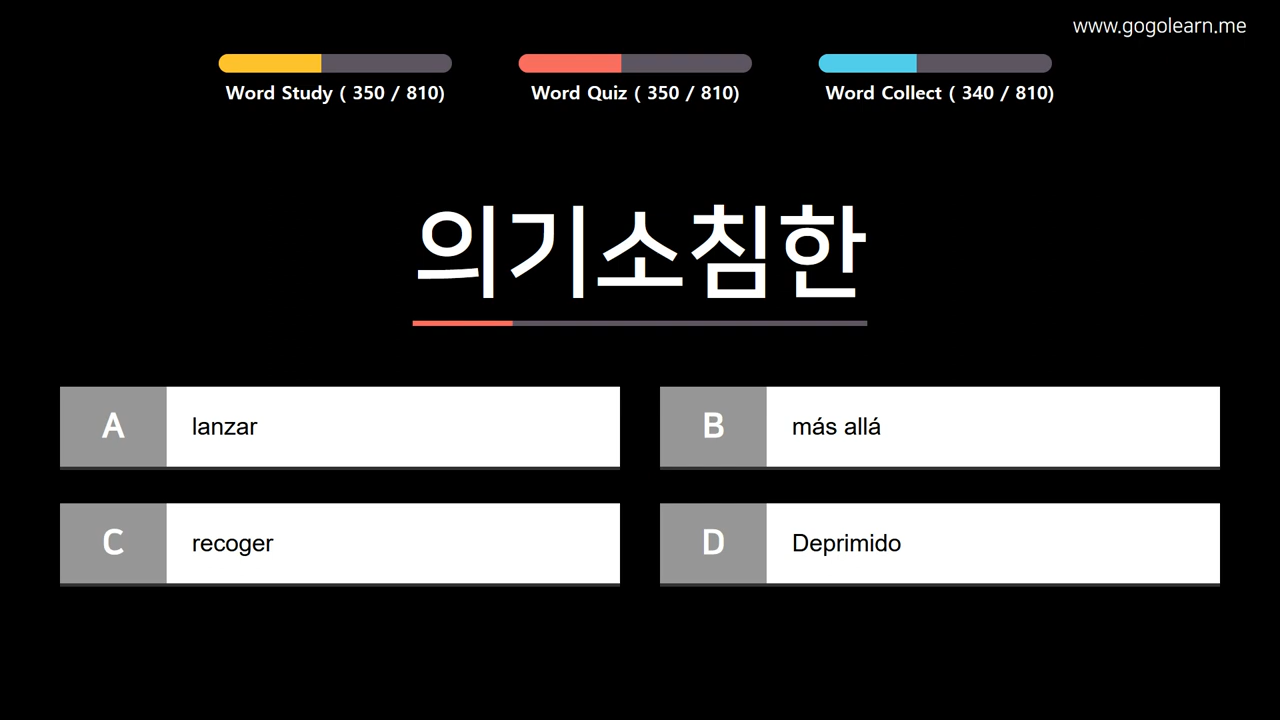 www.gogolearn.me
Word Study ( 350 / 810)
Word Quiz ( 350 / 810)
Word Collect ( 340 / 810)
의기소침한
A lanzar
B más allá
C recoger
D Deprimido